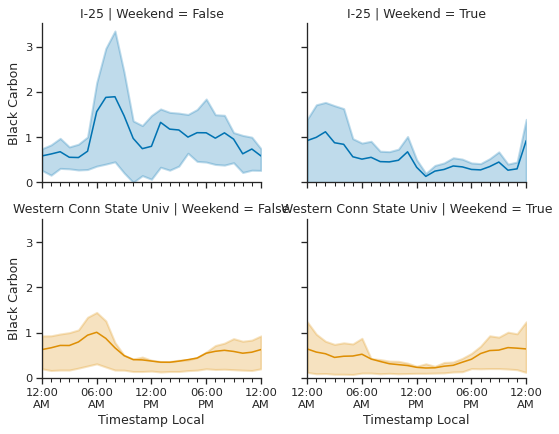 I-25 | Weekend = False
I-25 | Weekend = True
Black Carbon
3
2
1
0
Western Conn State Univ | Weekend = False
Western Conn State Univ | Weekend = True
Black Carbon
3
2
1
0
12:00 AM
06:00 AM
12:00 PM
06:00 PM
12:00 AM
12:00 AM
06:00 AM
12:00 PM
06:00 PM
12:00 AM
Timestamp Local
Timestamp Local